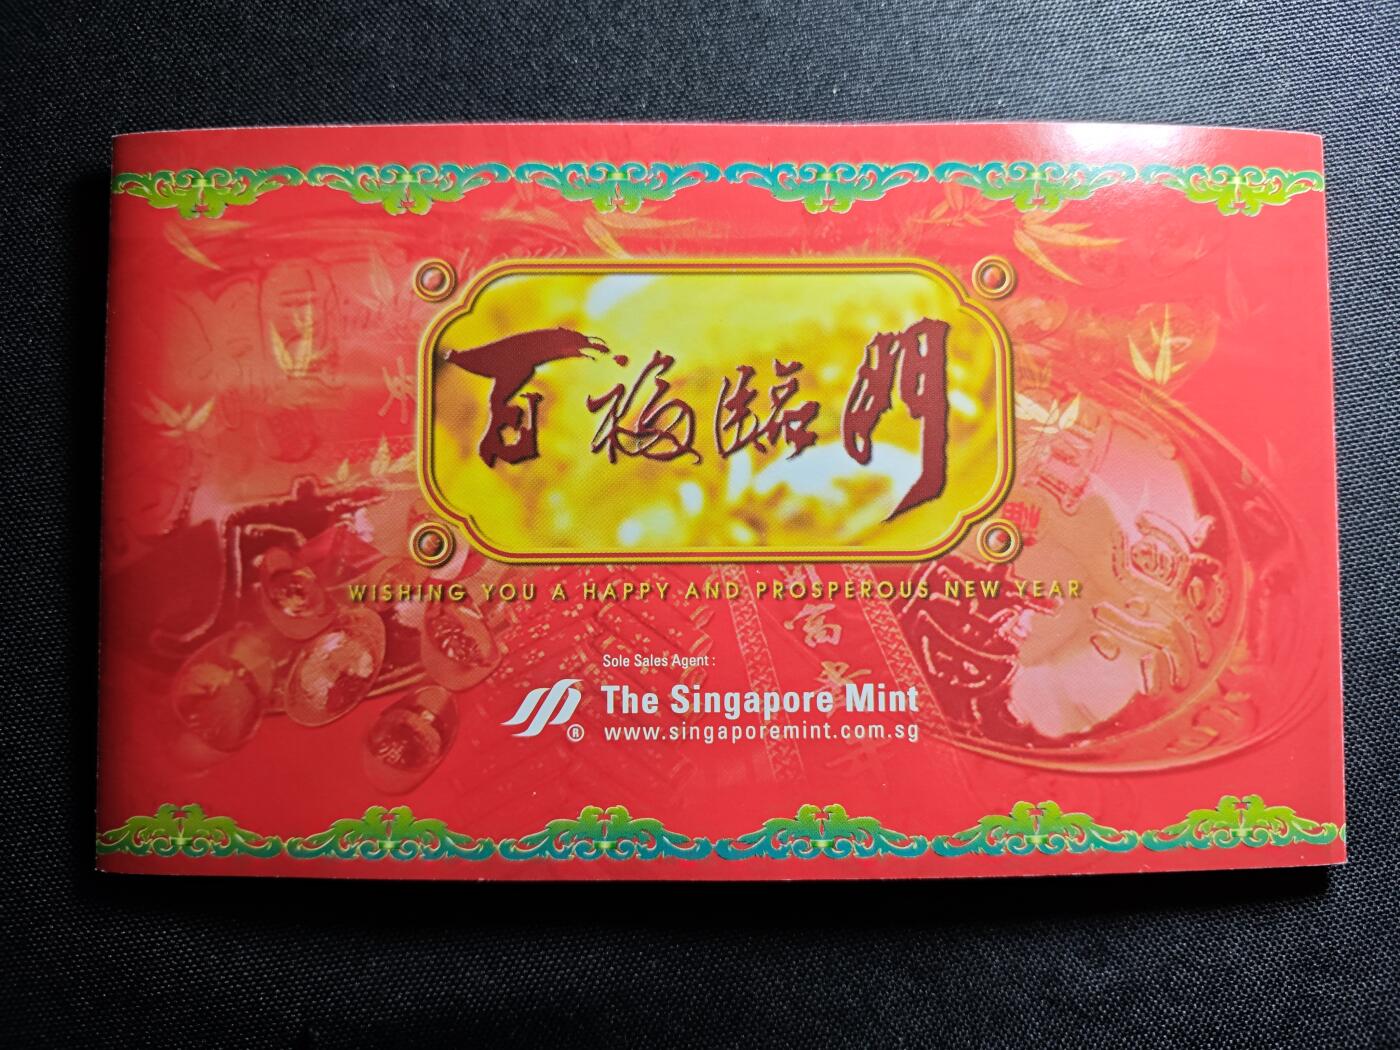 百福臨門
WISHING YOU A HAPPY AND PROSPEROUS NEW YEAR
Sole Sales Agent :
The Singapore Mint
® www.singaporemint.com.sg